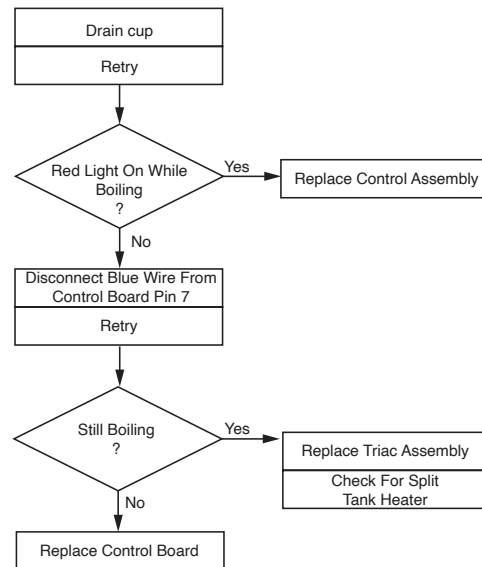 Drain cup
Retry
Red Light On While
Boiling
?
Yes
Replace Control Assembly
No
Disconnect Blue Wire From
Control Board Pin 7
Retry
Still Boiling
?
Yes
Replace Triac Assembly
Check For Split
Tank Heater
No
Replace Control Board